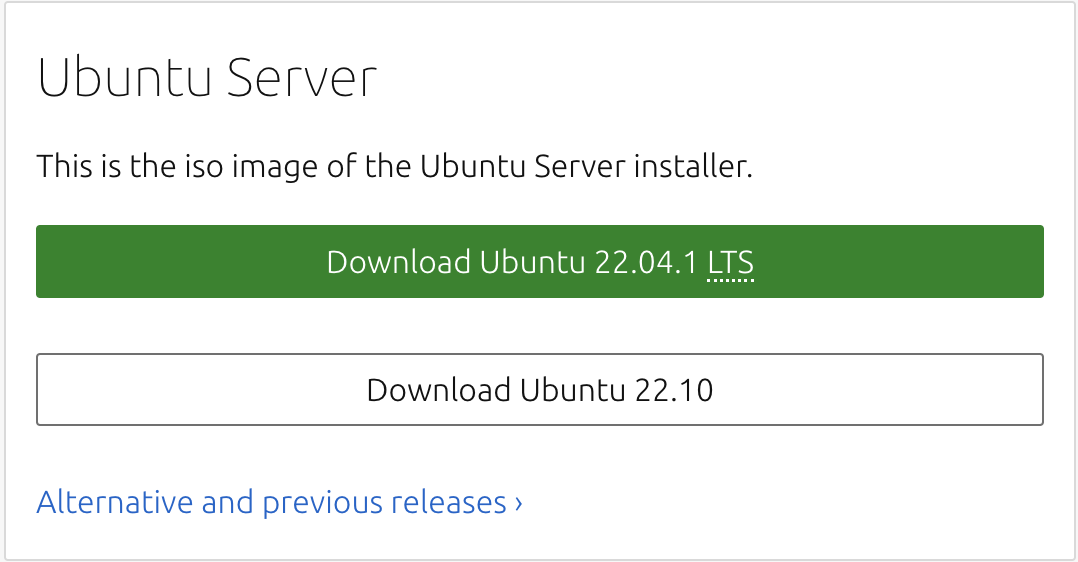 Ubuntu Server
This is the iso image of the Ubuntu Server installer.
Download Ubuntu 22.04.1 LTS
Download Ubuntu 22.10
Alternative and previous releases ›